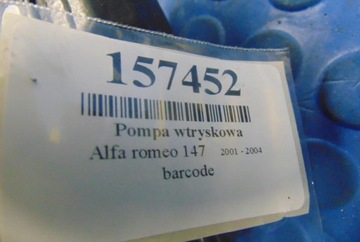 157452
Pompa wtryskowa
Alfa romeo 147 2001 - 2004
barcode